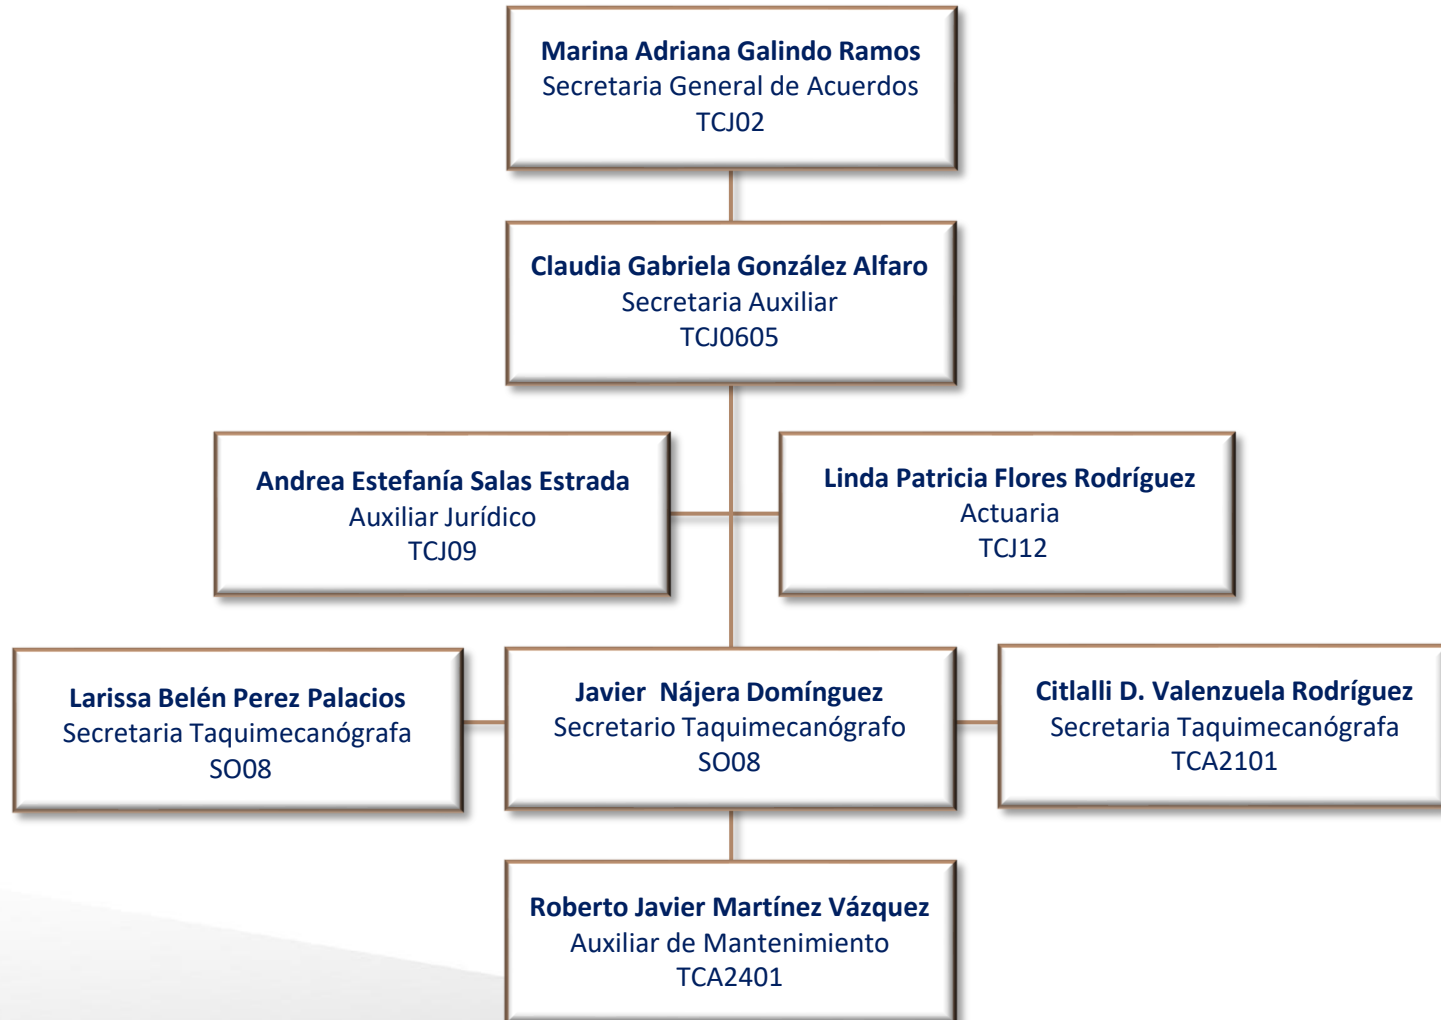 Marina Adriana Galindo Ramos
Secretaria General de Acuerdos
TCJ02
Claudia Gabriela González Alfaro
Secretaria Auxiliar
TCJ0605
Andrea Estefanía Salas Estrada
Auxiliar Jurídico
TCJ09
Linda Patricia Flores Rodríguez
Actuaria
TCJ12
Larissa Belén Perez Palacios
Secretaria Taquimecanógrafa
SO08
Javier  Nájera Domínguez
Secretario Taquimecanógrafo
SO08
Citlalli D. Valenzuela Rodríguez
Secretaria Taquimecanógrafa
TCA2101
Roberto Javier Martínez Vázquez
Auxiliar de Mantenimiento
TCA2401